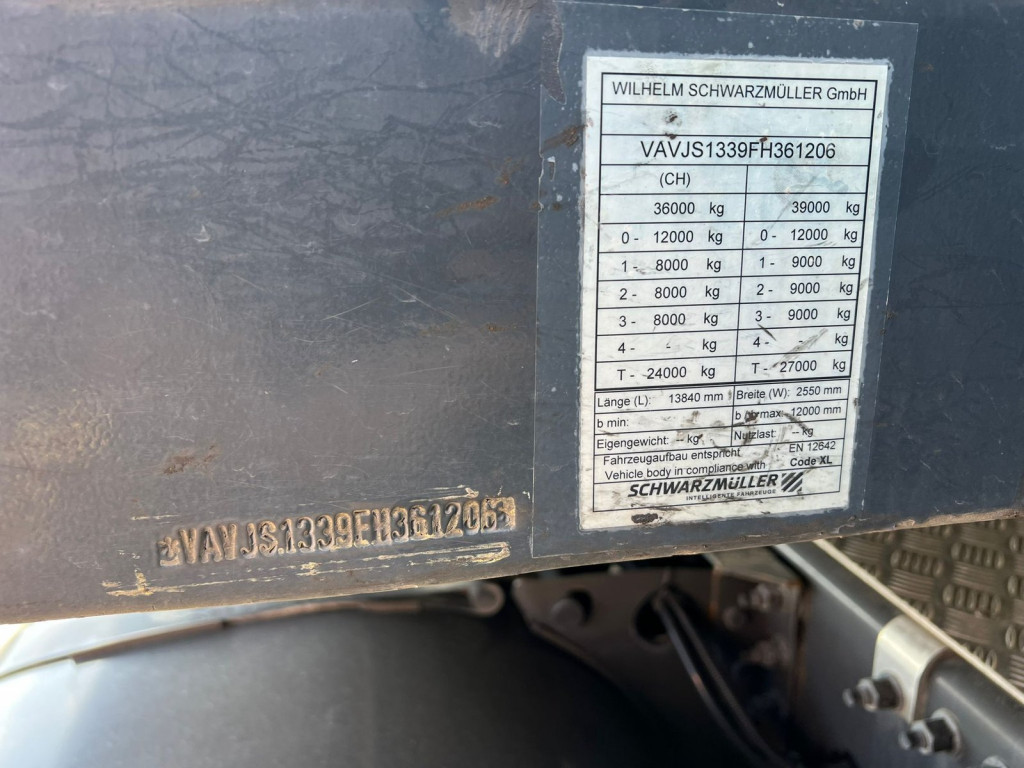 WILHELM SCHWARZMÜLLER GmbH
VAVJS1339FH361206
(CH)
36000 kg 39000 kg
0 - 12000 kg 0 - 12000 kg
1 - 8000 kg 1 - 9000 kg
2 - 8000 kg 2 - 9000 kg
3 - 8000 kg 3 - 9000 kg
4 - - kg 4 - - kg
T - 24000 kg T - 27000 kg
Länge (L): 13840 mm Breite (W): 2550 mm
b min: b max: 12000 mm
Eigengewicht: -- kg Nutzlast: -- kg
Fahrzeugaufbau entspricht EN 12642
Vehicle body in compliance with Code XL
SCHWARZMÜLLER
INTELLIGENTE FAHRZEUGE
VAVJS1339FH361206